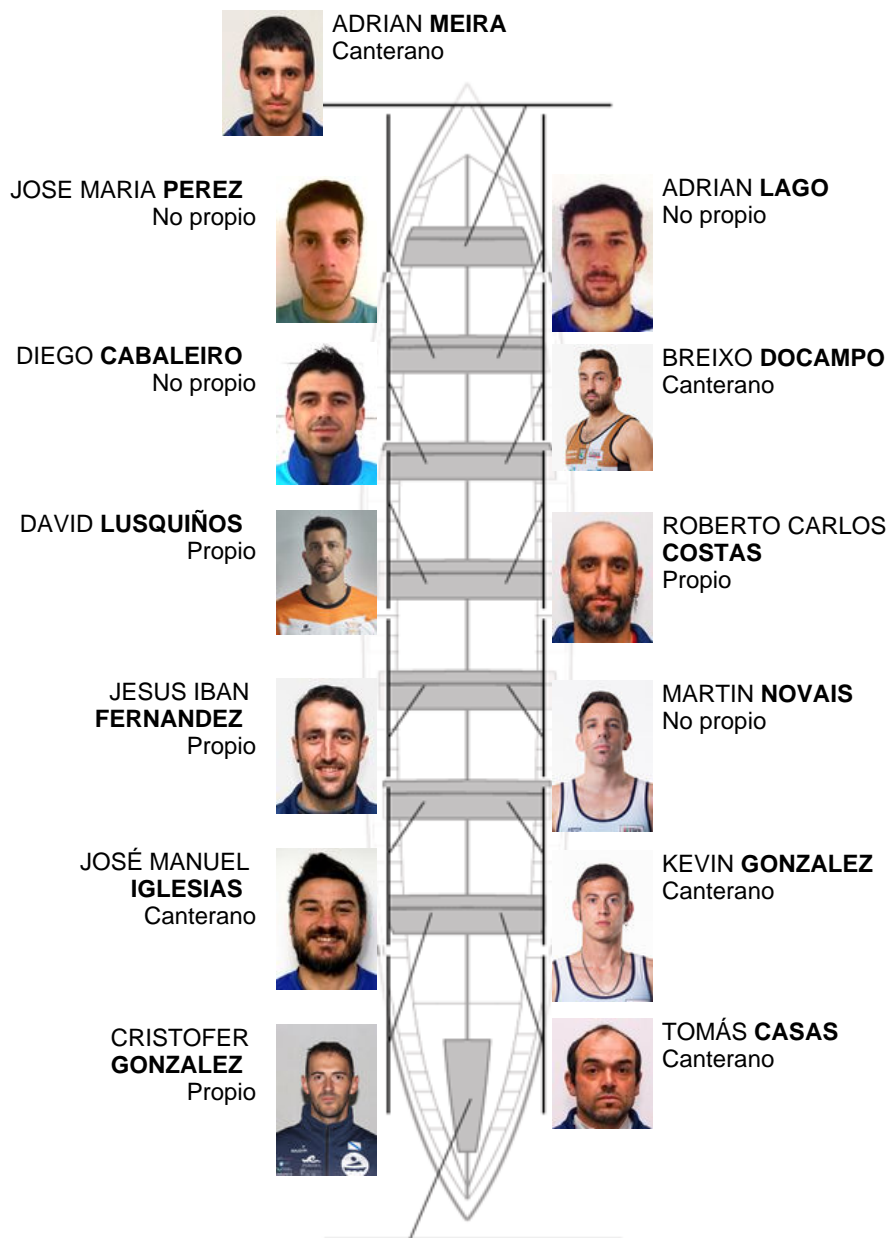 ADRIAN MEIRA
Canterano
JOSE MARIA PEREZ
No propio
ADRIAN LAGO
No propio
DIEGO CABALEIRO
No propio
BREIXO DOCAMPO
Canterano
DAVID LUSQUIÑOS
Propio
ROBERTO CARLOS
COSTAS
Propio
JESUS IBAN
FERNANDEZ
Propio
MARTIN NOVAIS
No propio
JOSÉ MANUEL
IGLESIAS
Canterano
KEVIN GONZALEZ
Canterano
CRISTOFER
GONZALEZ
Propio
TOMÁS CASAS
Canterano